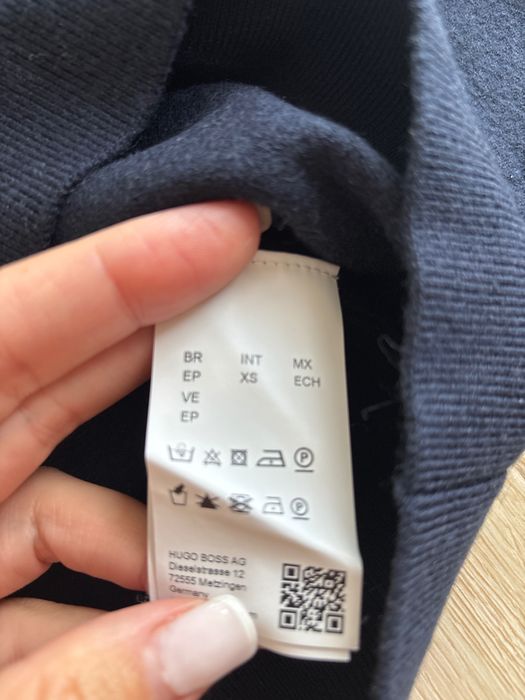 BR INT MX
EP XS ECH
VE
EP
P
P
HUGO BOSS AG
Dieselstrasse 12
72555 Metzingen
Germany